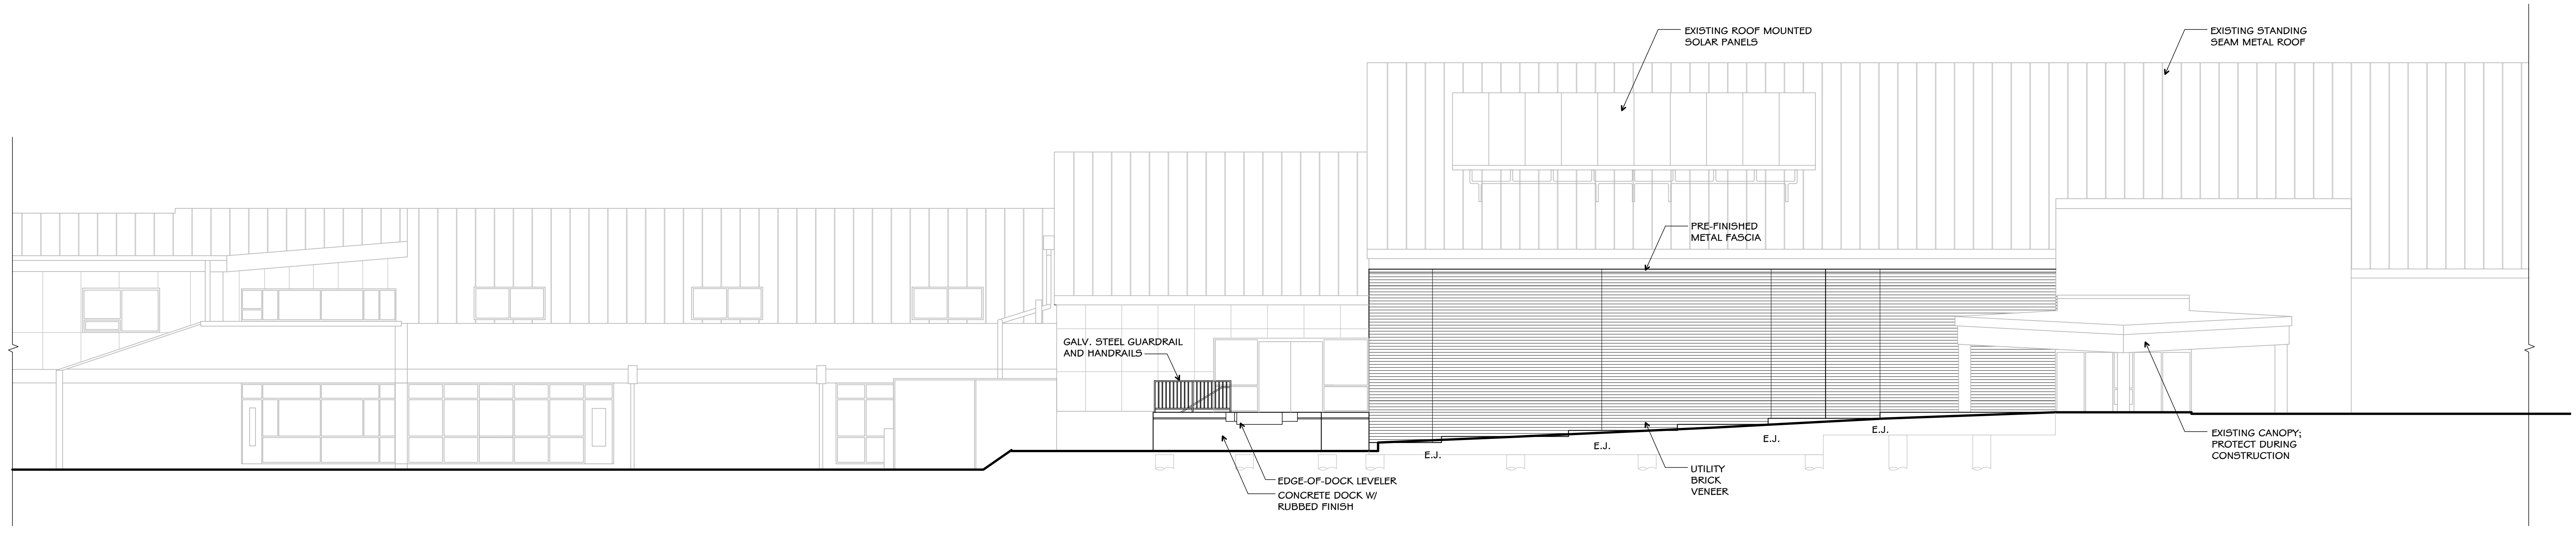 EXISTING ROOF MOUNTED
SOLAR PANELS
EXISTING STANDING
SEAM METAL ROOF
PRE-FINISHED
METAL FASCIA
GALV. STEEL GUARDRAIL
AND HANDRAILS
E.J.
E.J.
E.J.
E.J.
EXISTING CANOPY;
PROTECT DURING
CONSTRUCTION
UTILITY
BRICK
VENEER
EDGE-OF-DOCK LEVELER
CONCRETE DOCK W/
RUBBED FINISH